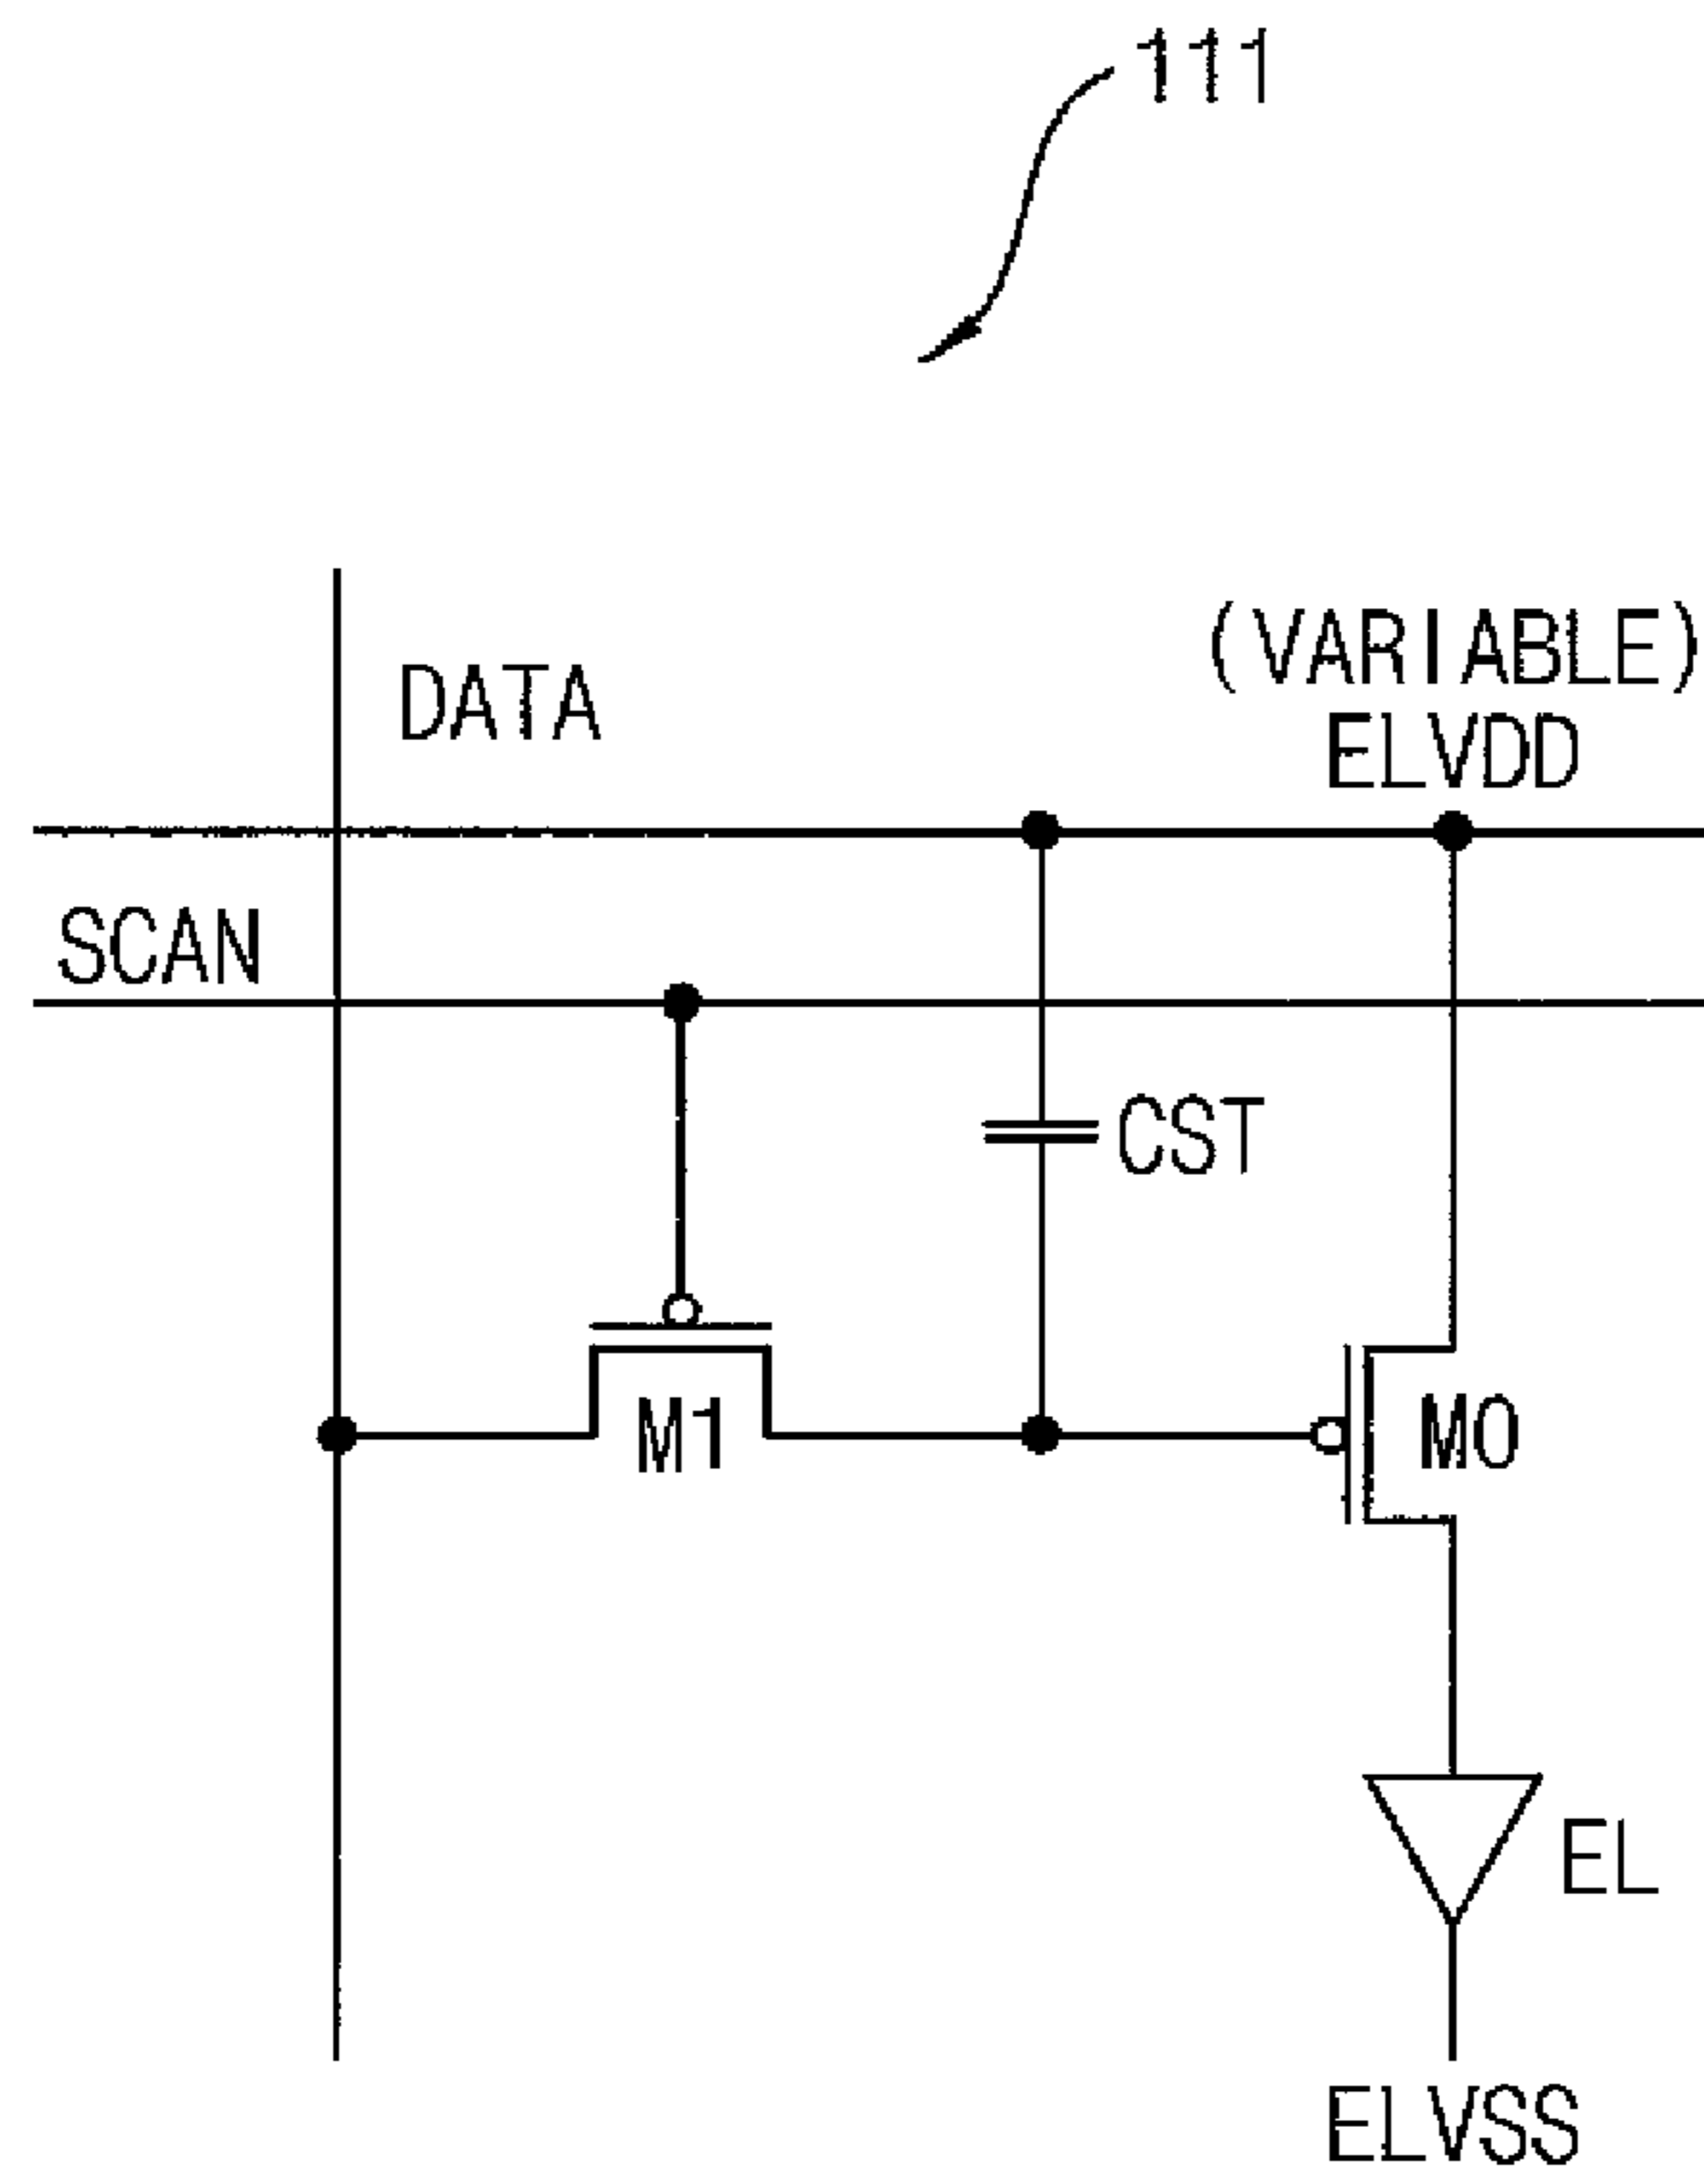 111
DATA
(VARIABLE)
ELVDD
SCAN
CST
M1
M0
EL
ELVSS